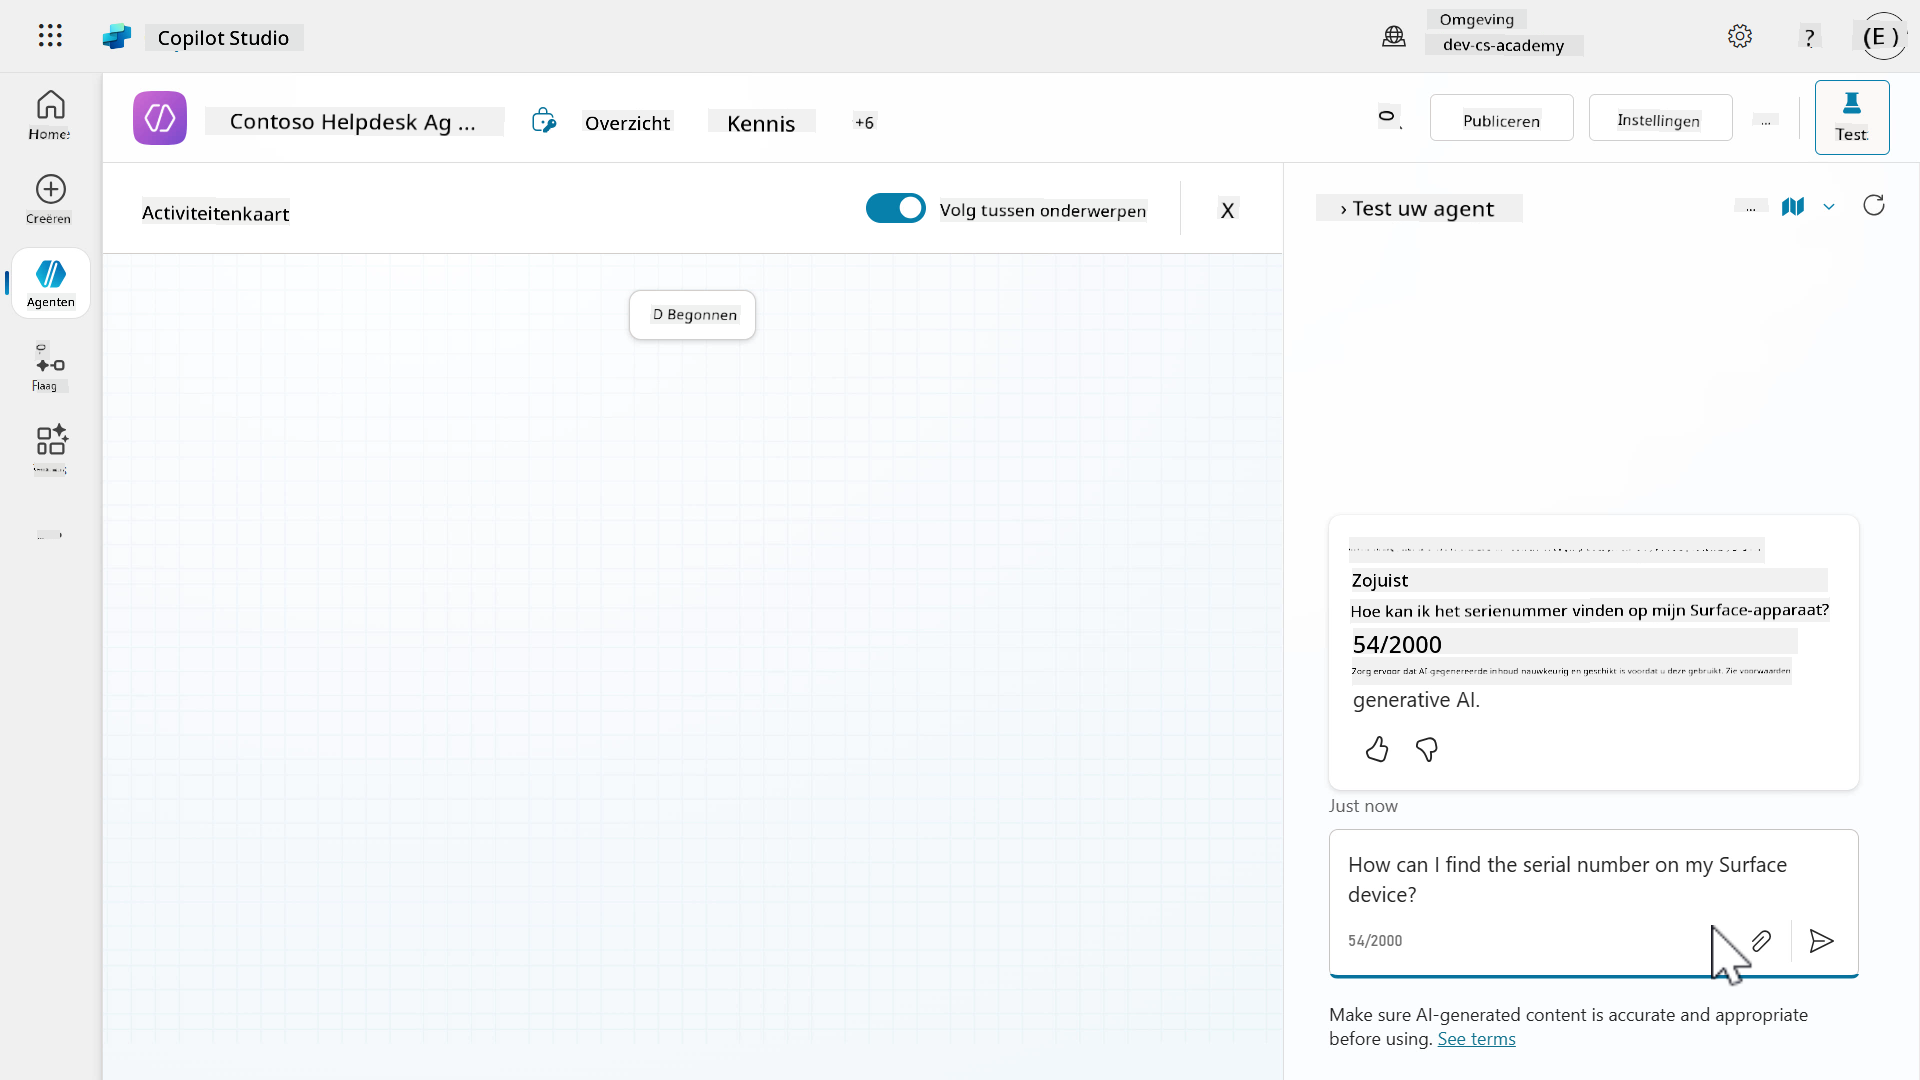 Copilot Studio
Omgeving
dev-cs-academy
?
(E )
Home
Contoso Helpdesk Ag ...
Overzicht
Kennis
+6
Publiceren
Instellingen
...
Test
Creëren
Activiteitenkaart
Volg tussen onderwerpen
X
› Test uw agent
...
Agenten
D Begonnen
Flaag
Zojuist
Hoe kan ik het serienummer vinden op mijn Surface-apparaat?
54/2000
Zorg ervoor dat AI gegenereerde inhoud nauwkeurig en geschikt is voordat u deze gebruikt. Zie voorwaarden
generative AI.
Just now
How can I find the serial number on my Surface
device?
54/2000
Make sure AI-generated content is accurate and appropriate
before using. See terms